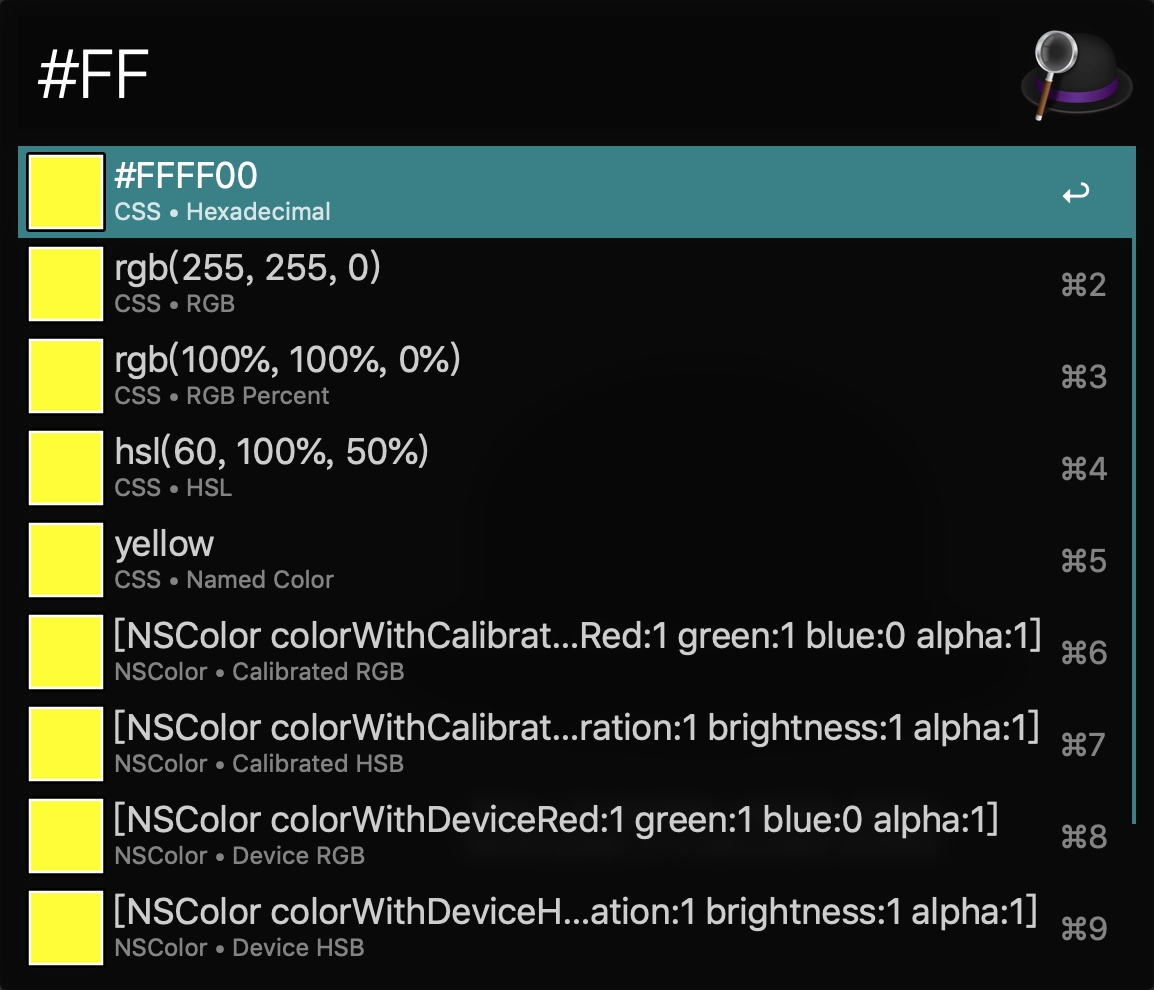 #FF
#FFFF00
CSS • Hexadecimal
↩
rgb(255, 255, 0)
CSS • RGB
⌘2
rgb(100%, 100%, 0%)
CSS • RGB Percent
⌘3
hsl(60, 100%, 50%)
CSS • HSL
⌘4
yellow
CSS • Named Color
⌘5
[NSColor colorWithCalibrat...Red:1 green:1 blue:0 alpha:1]
NSColor • Calibrated RGB
⌘6
[NSColor colorWithCalibrat...ration:1 brightness:1 alpha:1]
NSColor • Calibrated HSB
⌘7
[NSColor colorWithDeviceRed:1 green:1 blue:0 alpha:1]
NSColor • Device RGB
⌘8
[NSColor colorWithDeviceH...ation:1 brightness:1 alpha:1]
NSColor • Device HSB
⌘9